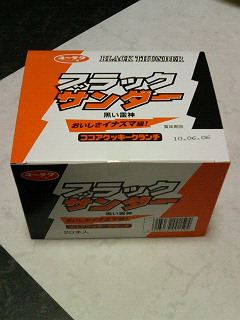 ユーラク
BLACK THUNDER
ブラック
サンダー
黒い雷神
おいしさイナズマ級!
賞味期限
10.06.06
ココアクッキークランチ
ユーラク
ブラック
サンダー
黒い雷神
おいしさイナズマ級!
ココアクッキークランチ
20本入